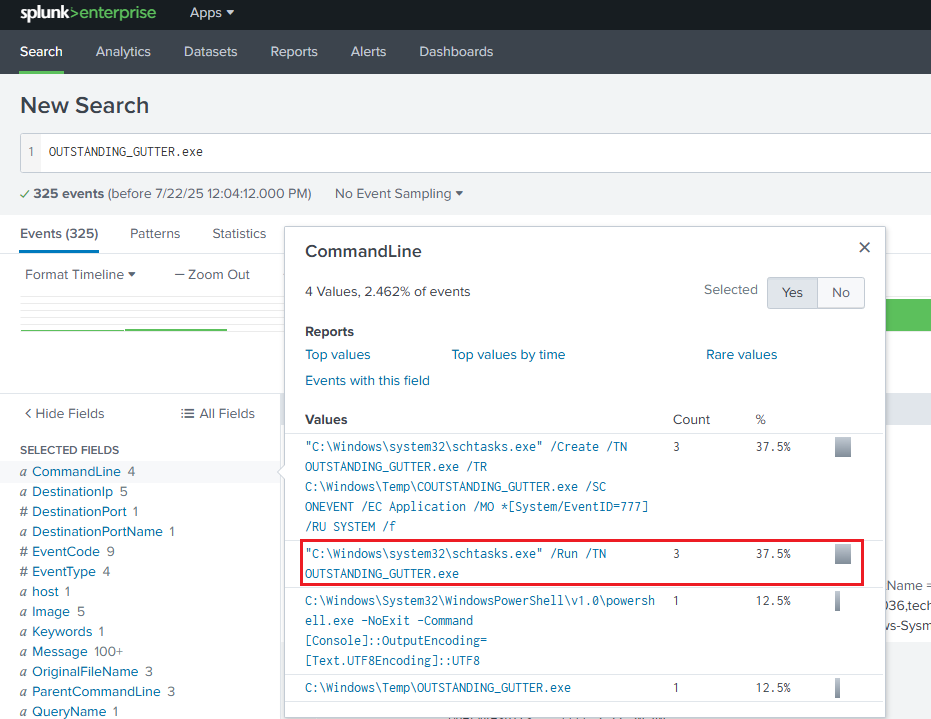 splunk>enterprise Apps
Search Analytics Datasets Reports Alerts Dashboards
New Search
1 OUTSTANDING_GUTTER.exe
325 events (before 7/22/25 12:04:12.000 PM) No Event Sampling
Events (325) Patterns Statistics
Format Timeline — Zoom Out
CommandLine
4 Values, 2.462% of events
Selected Yes No
Reports
Top values Top values by time Rare values
Events with this field
Values Count %
"C:\Windows\system32\schtasks.exe" /Create /TN 3 37.5%
OUTSTANDING_GUTTER.exe /TR
C:\Windows\Temp\COUTSTANDING_GUTTER.exe /SC
ONEVENT /EC Application /MO *[System/EventID=777]
/RU SYSTEM /f
"C:\Windows\system32\schtasks.exe" /Run /TN 3 37.5%
OUTSTANDING_GUTTER.exe
C:\Windows\System32\WindowsPowerShell\v1.0\powersh 1 12.5%
ell.exe -NoExit -Command
[Console]::OutputEncoding=
[Text.UTF8Encoding]::UTF8
C:\Windows\Temp\OUTSTANDING_GUTTER.exe 1 12.5%
Hide Fields All Fields
SELECTED FIELDS
a CommandLine 4
a DestinationIp 5
# DestinationPort 1
a DestinationPortName 1
# EventCode 9
# EventType 4
a host 1
a Image 5
a Keywords 1
a Message 100+
a OriginalFileName 3
a ParentCommandLine 3
a QueryName 1
Name =
036,tech
ws-Sysm